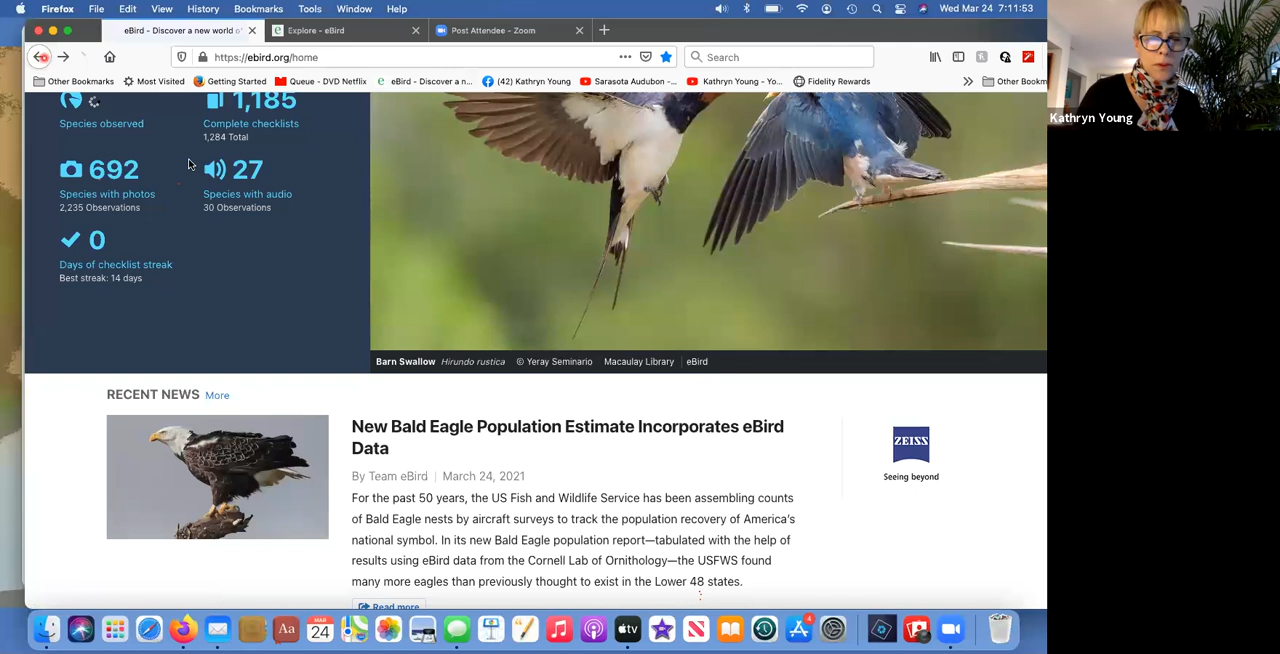 Firefox File Edit View History Bookmarks Tools Window Help Wed Mar 24 7:11:53
eBird - Discover a new world o
Explore - eBird
Post Attendee - Zoom
https://ebird.org/home
Search
Other Bookmarks Most Visited Getting Started Queue - DVD Netflix eBird - Discover a n... (42) Kathryn Young Sarasota Audubon -... Kathryn Young - Yo... Fidelity Rewards Other Bookm
Kathryn Young
1,185
Species observed
Complete checklists
1,284 Total
692
27
Species with photos
Species with audio
2,235 Observations
30 Observations
0
Days of checklist streak
Best streak: 14 days
Barn Swallow Hirundo rustica © Yeray Seminario Macaulay Library eBird
RECENT NEWS More
New Bald Eagle Population Estimate Incorporates eBird
Data
By Team eBird | March 24, 2021
For the past 50 years, the US Fish and Wildlife Service has been assembling counts
of Bald Eagle nests by aircraft surveys to track the population recovery of America's
national symbol. In its new Bald Eagle population report—tabulated with the help of
results using eBird data from the Cornell Lab of Ornithology—the USFWS found
many more eagles than previously thought to exist in the Lower 48 states.
Read more
ZEISS
Seeing beyond
Aa
MAR
24
tv
4